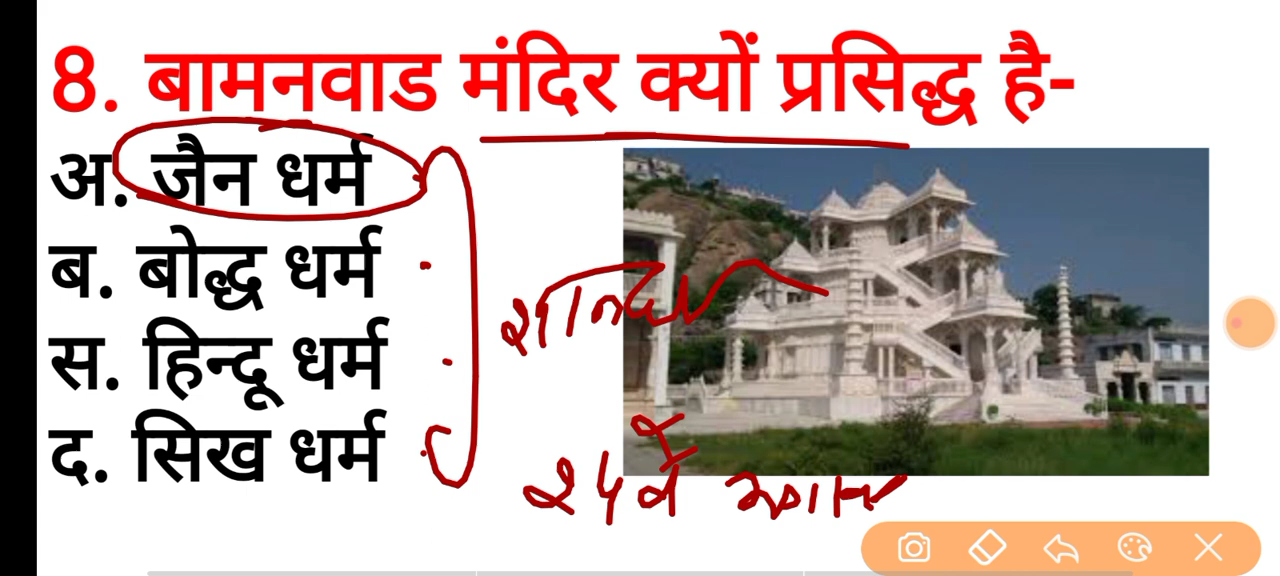 8. बामनवाड मंदिर क्यों प्रसिद्ध है-
अ. जैन धर्म
ब. बोद्ध धर्म
स. हिन्दू धर्म
द. सिख धर्म